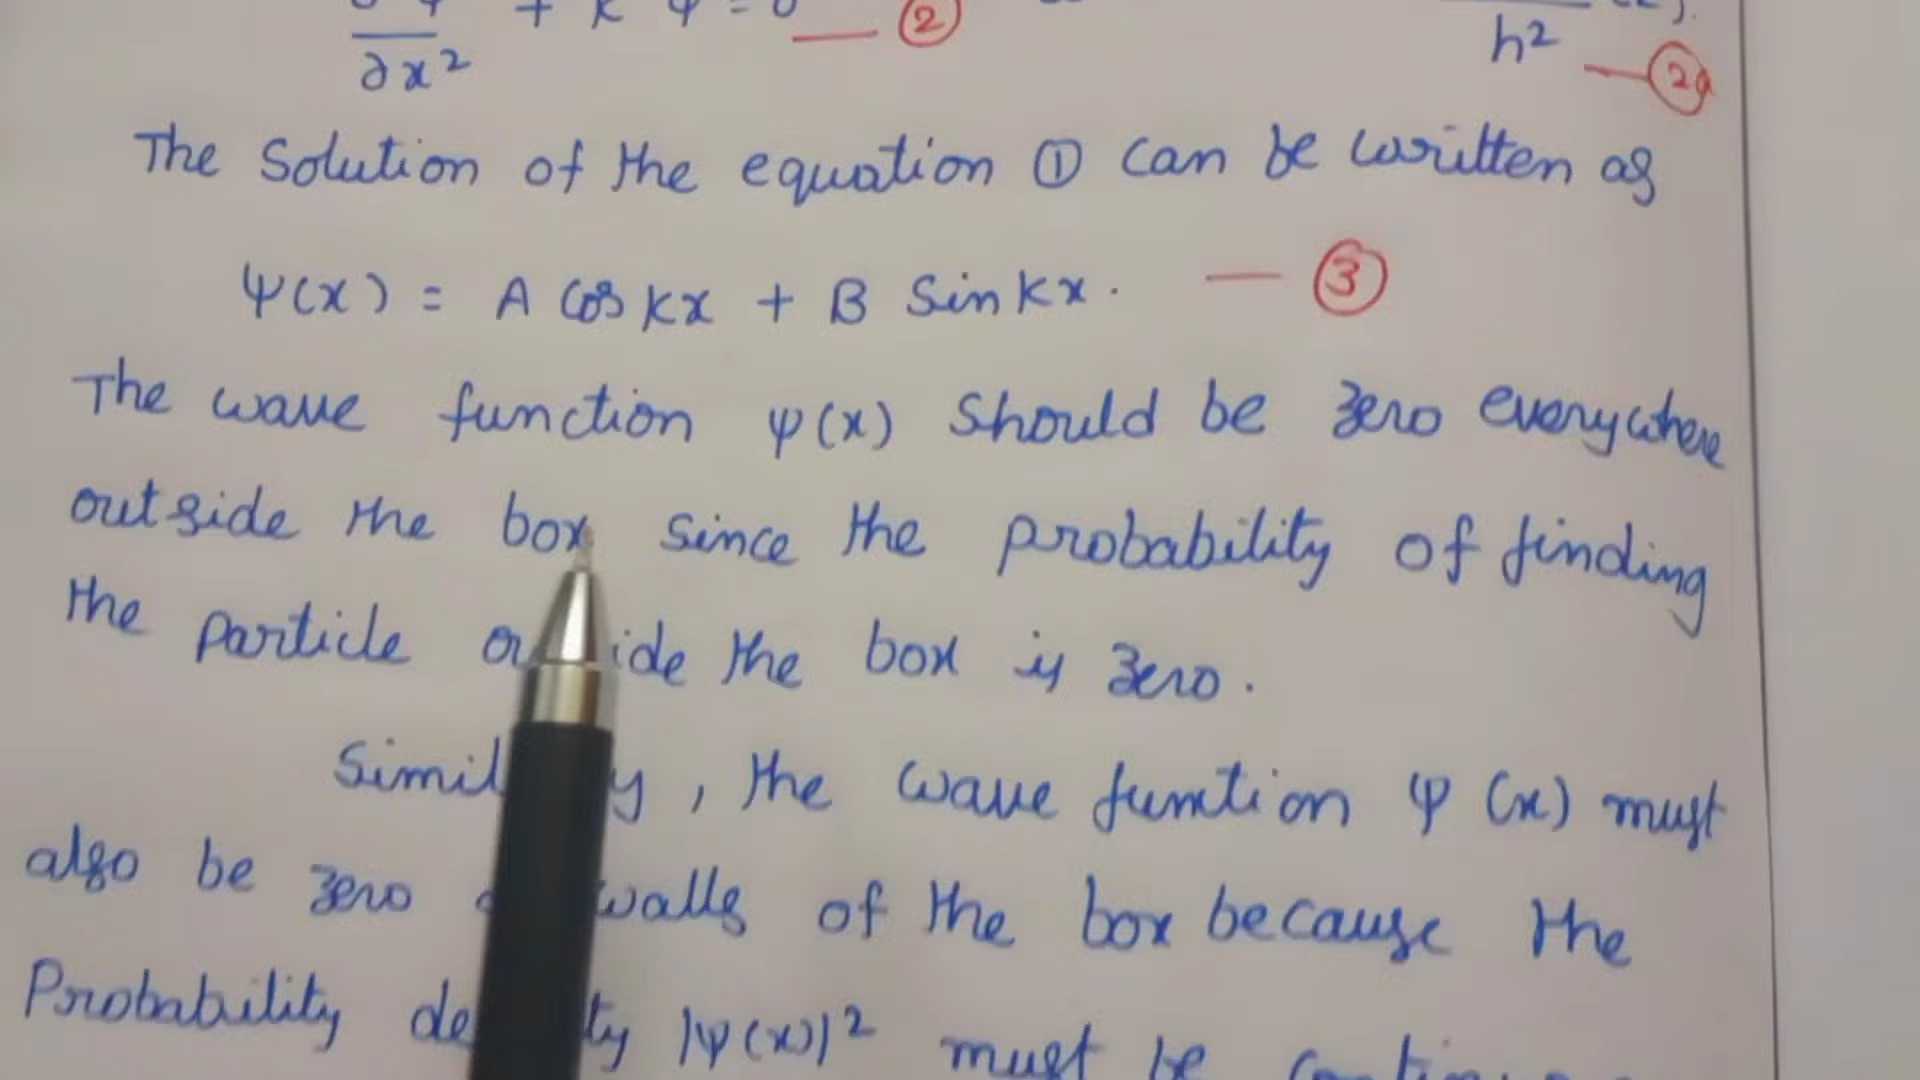 ∂x² + k ψ = 0 — ②
h² — 2a
The Solution of the equation ① can be written as
ψ(x) = A Cos kx + B Sin kx. — ③
The wave function ψ(x) Should be zero everywhere
outside the box since the probability of finding
the particle ide the box is zero.
Simil y, the wave function ψ (x) must
also be zero walls of the box because the
Probability de ty |ψ(x)|² must be